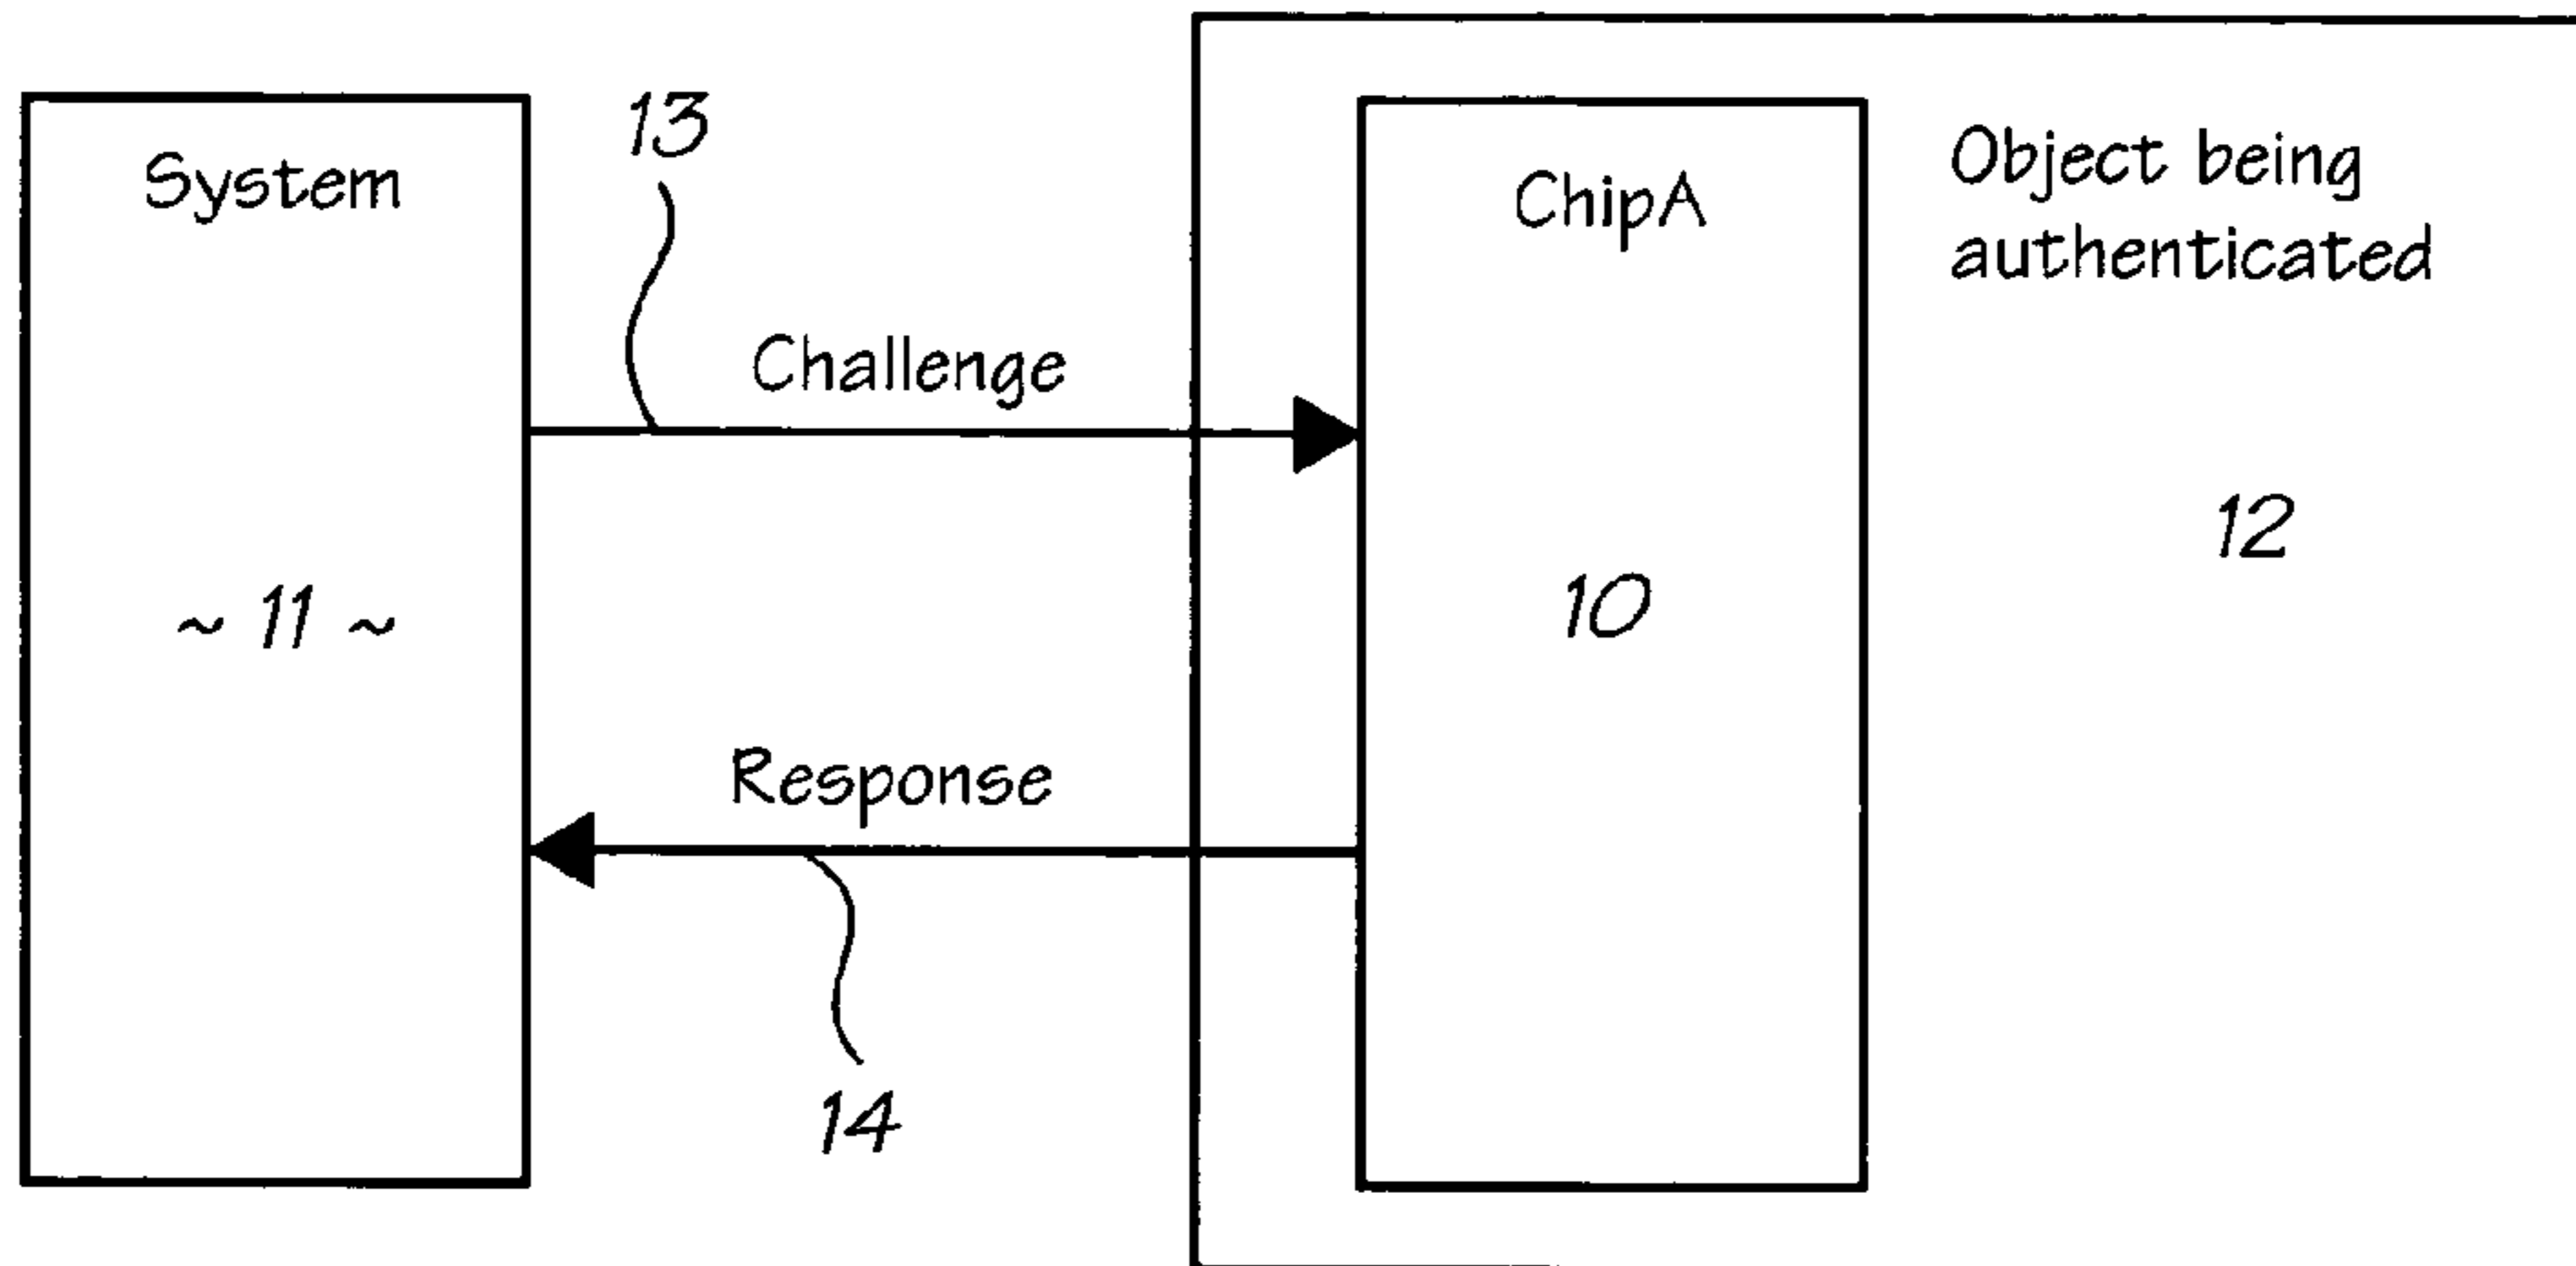 System
~ 11 ~
13
Challenge
Response
14
ChipA
10
Object being
authenticated
12